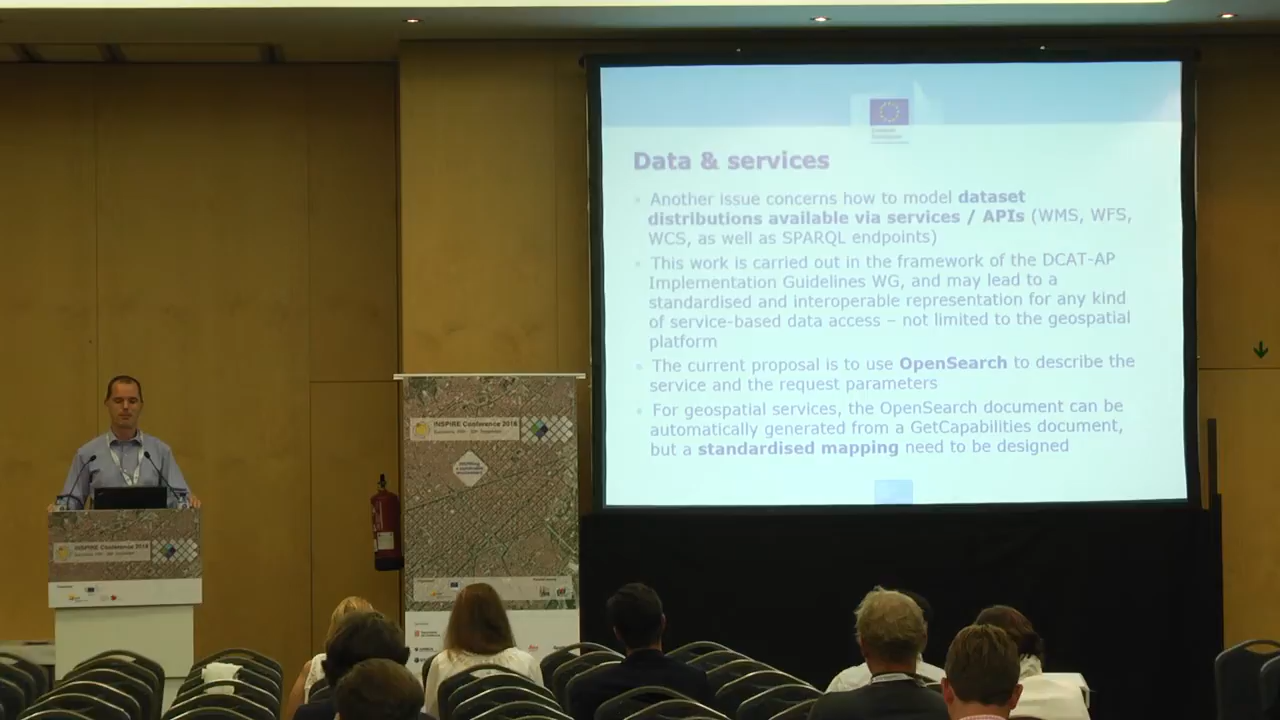 European
Commission
Data & services
Another issue concerns how to model dataset
distributions available via services / APIs (WMS, WFS,
WCS, as well as SPARQL endpoints)
This work is carried out in the framework of the DCAT-AP
Implementation Guidelines WG, and may lead to a
standardised and interoperable representation for any kind
of service-based data access – not limited to the geospatial
platform
The current proposal is to use OpenSearch to describe the
service and the request parameters
For geospatial services, the OpenSearch document can be
automatically generated from a GetCapabilities document,
but a standardised mapping need to be designed
INSPIRE Conference 2016
INSPIRE Conference 2016